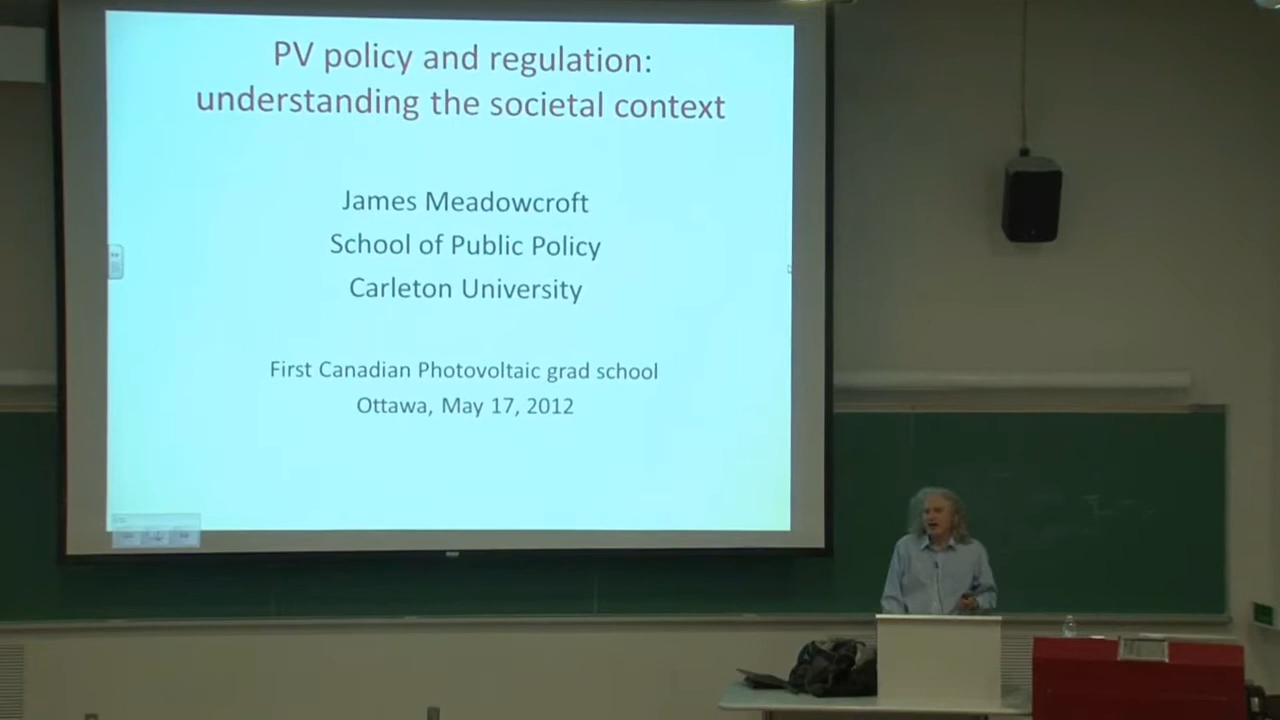 PV policy and regulation:
understanding the societal context
James Meadowcroft
School of Public Policy
Carleton University
First Canadian Photovoltaic grad school
Ottawa, May 17, 2012